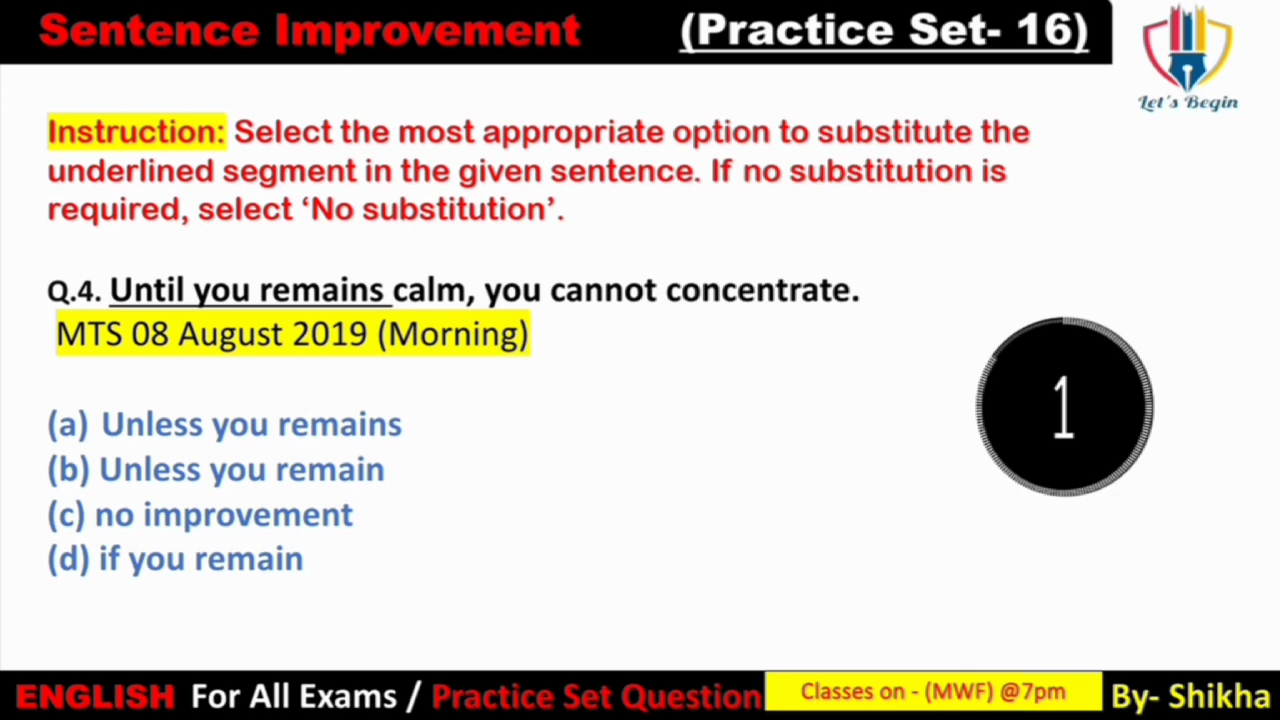 Sentence Improvement (Practice Set- 16)
Let's Begin
Instruction: Select the most appropriate option to substitute the
underlined segment in the given sentence. If no substitution is
required, select ‘No substitution’.
Q.4. Until you remains calm, you cannot concentrate.
MTS 08 August 2019 (Morning)
1
(a) Unless you remains
(b) Unless you remain
(c) no improvement
(d) if you remain
ENGLISH For All Exams / Practice Set Question Classes on - (MWF) @7pm By- Shikha